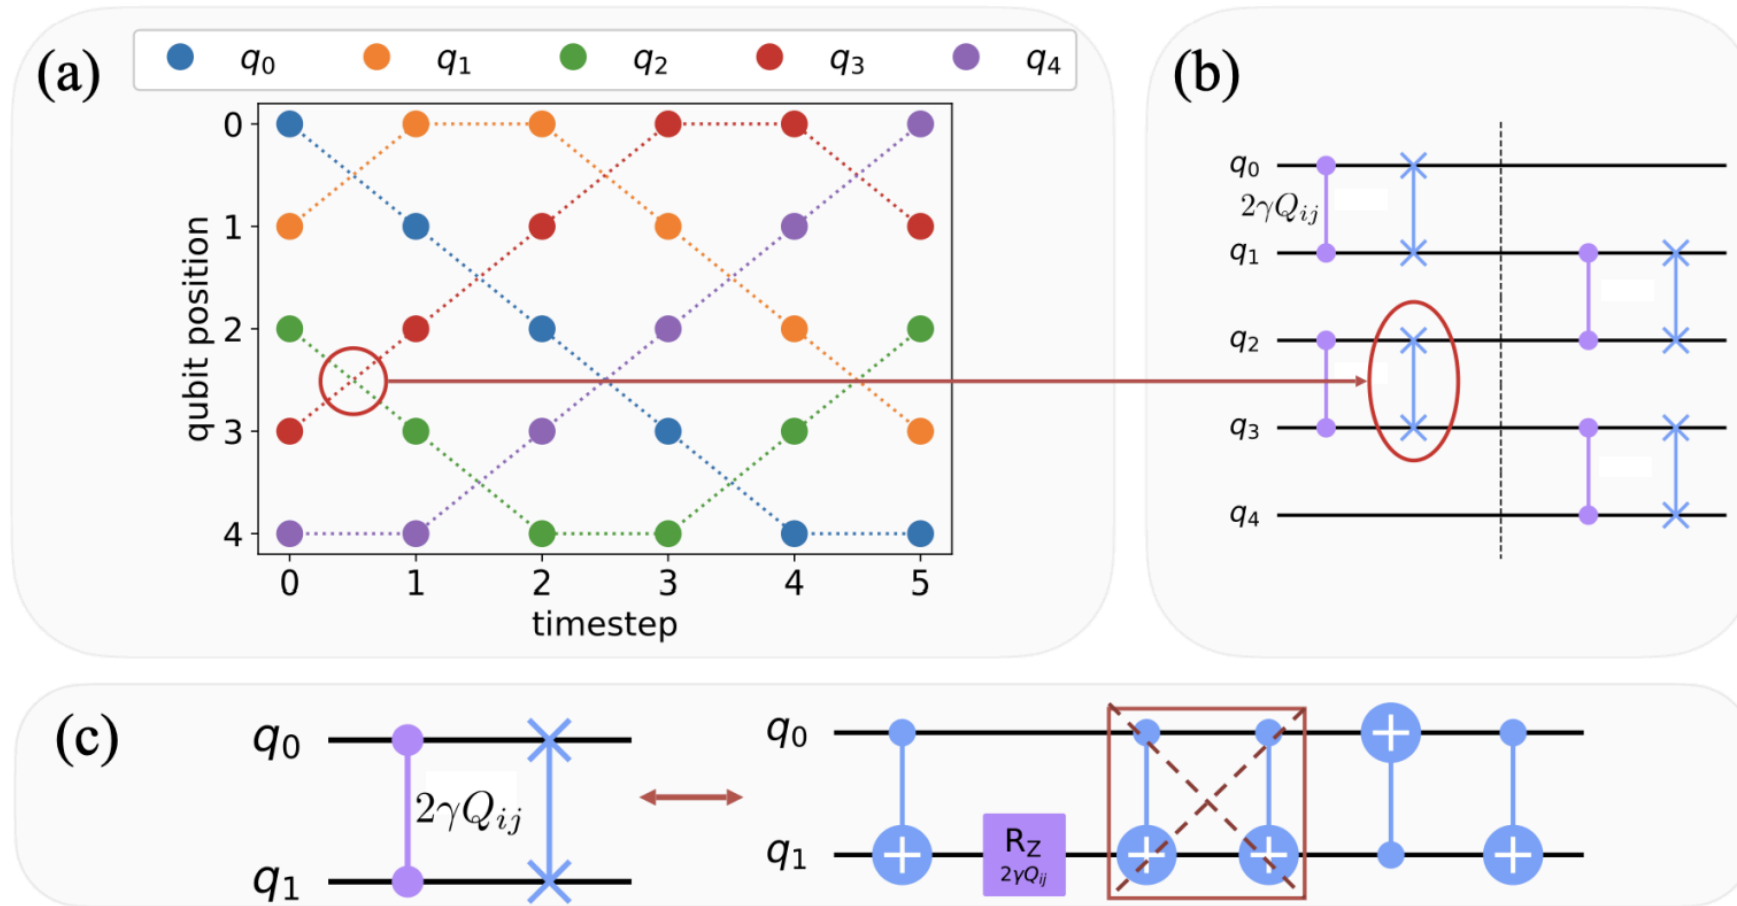 (a)
q₀ q₁ q₂ q₃ q₄
qubit position
0
1
2
3
4
0 1 2 3 4 5
timestep
(b)
q₀
2γQᵢⱼ
q₁
q₂
q₃
q₄
(c)
q₀
2γQᵢⱼ
q₁
q₀
q₁
R_Z
2γQᵢⱼ